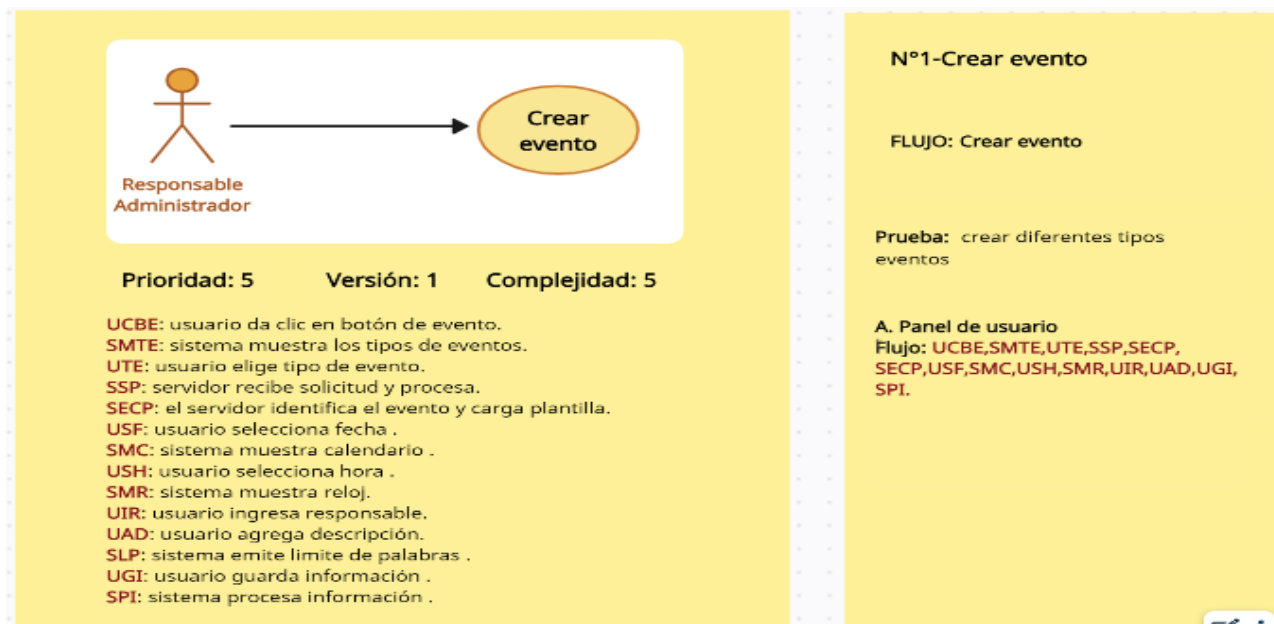 Crear
evento
Responsable
Administrador
Prioridad: 5 Versión: 1 Complejidad: 5
UCBE: usuario da clic en botón de evento.
SMTE: sistema muestra los tipos de eventos.
UTE: usuario elige tipo de evento.
SSP: servidor recibe solicitud y procesa.
SECP: el servidor identifica el evento y carga plantilla.
USF: usuario selecciona fecha .
SMC: sistema muestra calendario .
USH: usuario selecciona hora .
SMR: sistema muestra reloj.
UIR: usuario ingresa responsable.
UAD: usuario agrega descripción.
SLP: sistema emite limite de palabras .
UGI: usuario guarda información .
SPI: sistema procesa información .
N°1-Crear evento
FLUJO: Crear evento
Prueba: crear diferentes tipos
eventos
A. Panel de usuario
Flujo: UCBE,SMTE,UTE,SSP,SECP,
SECP,USF,SMC,USH,SMR,UIR,UAD,UGI,
SPI.